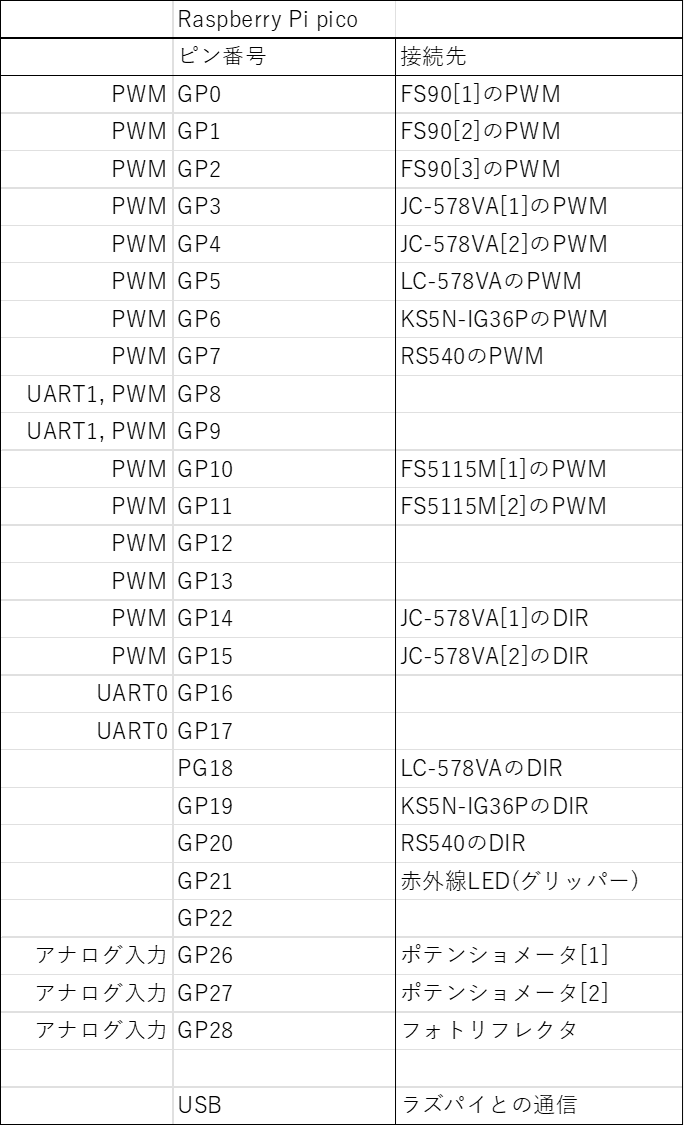 Raspberry Pi pico
ピン番号 接続先
PWM GP0 FS90[1]のPWM
PWM GP1 FS90[2]のPWM
PWM GP2 FS90[3]のPWM
PWM GP3 JC-578VA[1]のPWM
PWM GP4 JC-578VA[2]のPWM
PWM GP5 LC-578VAのPWM
PWM GP6 KS5N-IG36PのPWM
PWM GP7 RS540のPWM
UART1, PWM GP8
UART1, PWM GP9
PWM GP10 FS5115M[1]のPWM
PWM GP11 FS5115M[2]のPWM
PWM GP12
PWM GP13
PWM GP14 JC-578VA[1]のDIR
PWM GP15 JC-578VA[2]のDIR
UART0 GP16
UART0 GP17
PG18 LC-578VAのDIR
GP19 KS5N-IG36PのDIR
GP20 RS540のDIR
GP21 赤外線LED(グリッパー)
GP22
アナログ入力 GP26 ポテンショメータ[1]
アナログ入力 GP27 ポテンショメータ[2]
アナログ入力 GP28 フォトリフレクタ
USB ラズパイとの通信